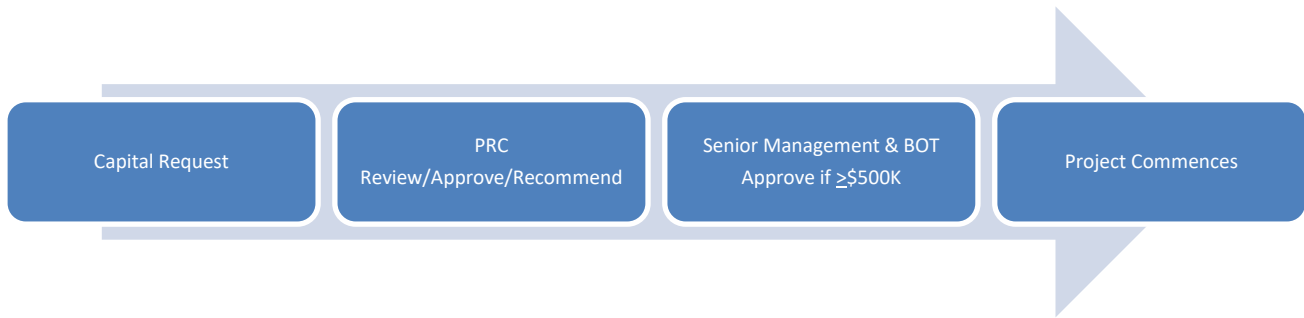 Capital Request
PRC
Review/Approve/Recommend
Senior Management & BOT
Approve if >$500K
Project Commences